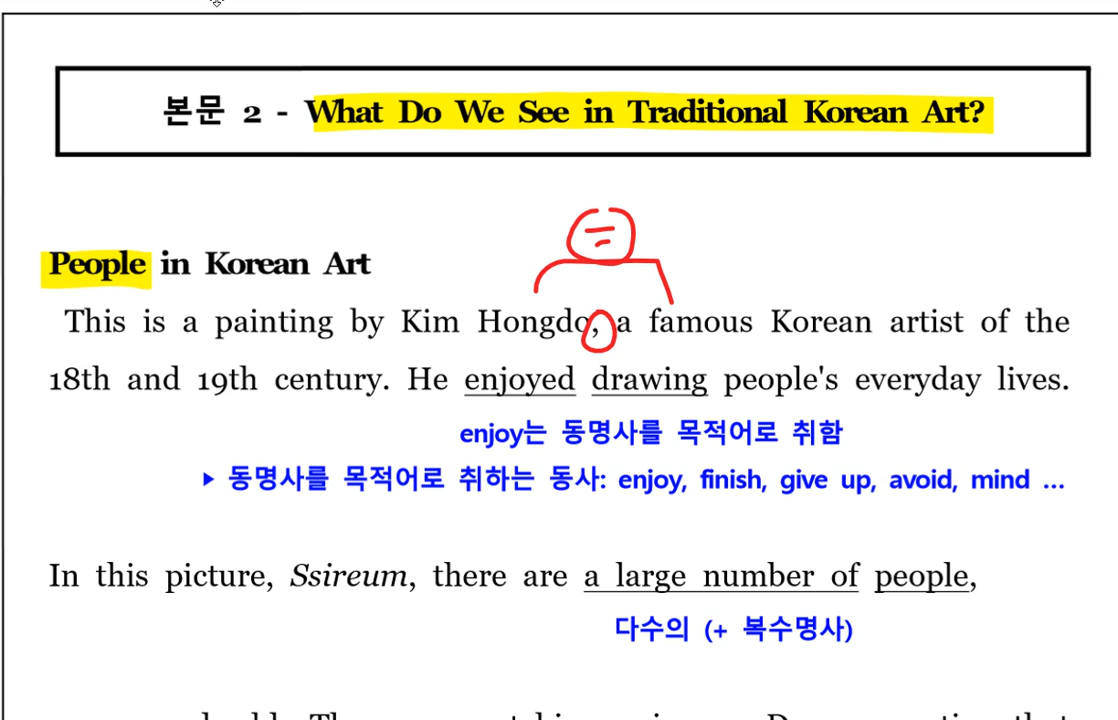 본문 2 - What Do We See in Traditional Korean Art?
People in Korean Art
This is a painting by Kim Hongdo, a famous Korean artist of the
18th and 19th century. He enjoyed drawing people's everyday lives.
enjoy는 동명사를 목적어로 취함
▶ 동명사를 목적어로 취하는 동사: enjoy, finish, give up, avoid, mind ...
In this picture, Ssireum, there are a large number of people,
다수의 (+ 복수명사)